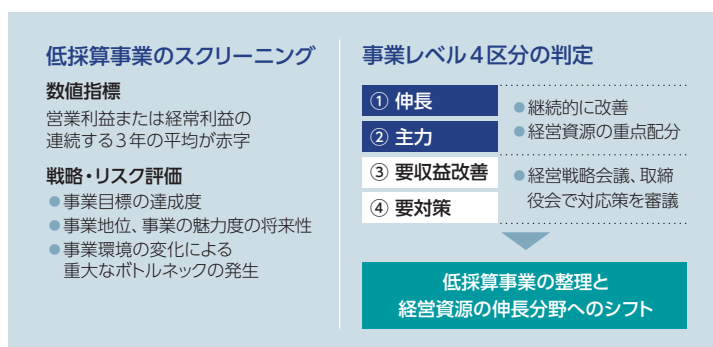 低採算事業のスクリーニング
数値指標
営業利益または経常利益の
連続する3年の平均が赤字
戦略・リスク評価
●事業目標の達成度
●事業地位、事業の魅力度の将来性
●事業環境の変化による
重大なボトルネックの発生
事業レベル4区分の判定
① 伸長
② 主力
●継続的に改善
●経営資源の重点配分
③ 要収益改善
④ 要対策
●経営戦略会議、取締
役会で対応策を審議
低採算事業の整理と
経営資源の伸長分野へのシフト